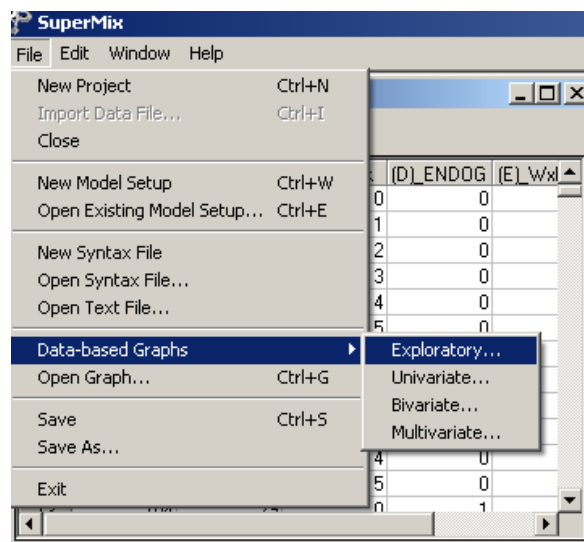 SuperMix
File Edit Window Help
New Project Ctrl+N
Import Data File... Ctrl+I
Close
New Model Setup Ctrl+W
Open Existing Model Setup... Ctrl+E
New Syntax File
Open Syntax File...
Open Text File...
Data-based Graphs
Open Graph... Ctrl+G
Save Ctrl+S
Save As...
Exit
Exploratory...
Univariate...
Bivariate...
Multivariate...
(D)_ENDOG (E)_Wx
0 0
1 0
2 0
3 0
4 0
5 0
4 0
5 0
0 1